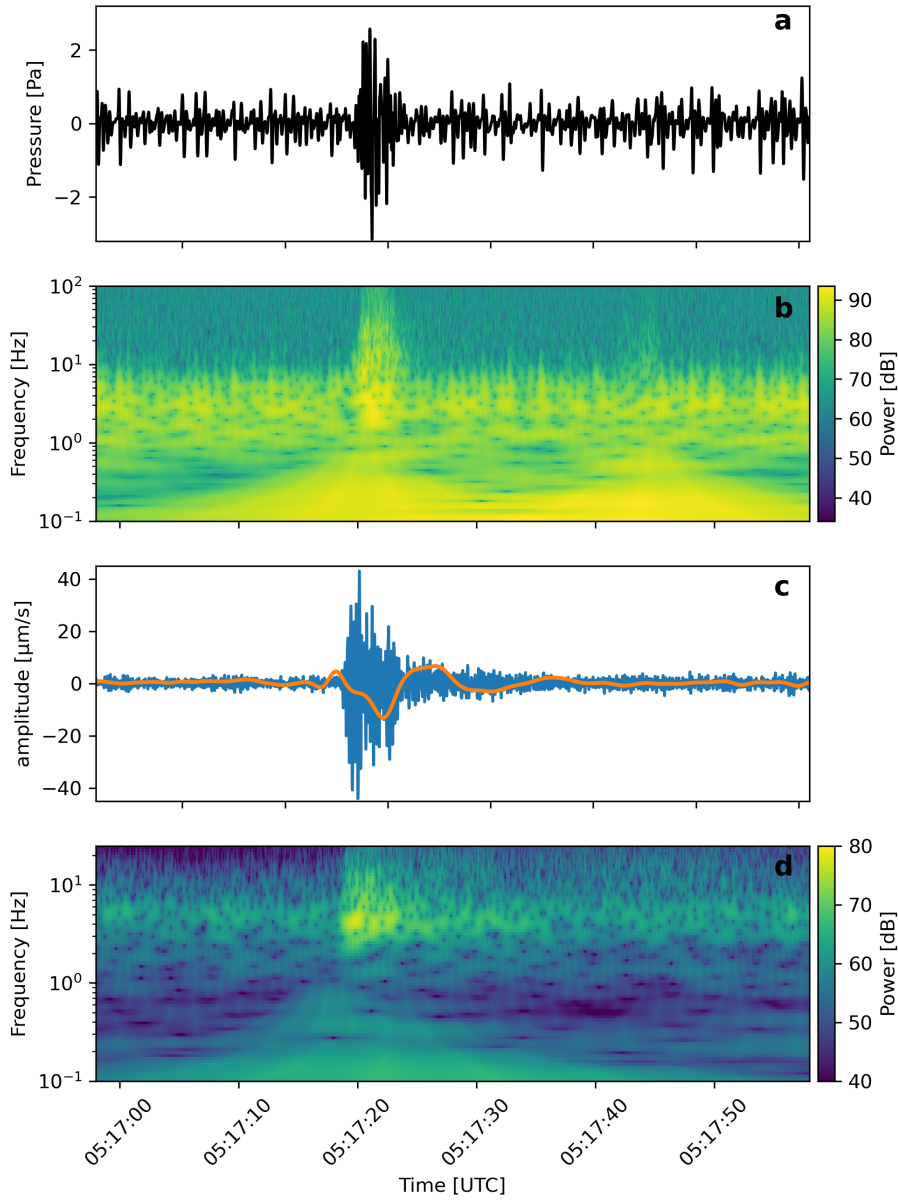 a
Pressure [Pa]
2
0
−2
b
Frequency [Hz]
10²
10¹
10⁰
10⁻¹
90
80
70
60
50
40
Power [dB]
c
amplitude [µm/s]
40
20
0
−20
−40
d
Frequency [Hz]
10¹
10⁰
10⁻¹
80
70
60
50
40
Power [dB]
05:17:00
05:17:10
05:17:20
05:17:30
05:17:40
05:17:50
Time [UTC]